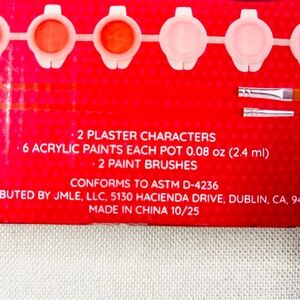 · 2 PLASTER CHARACTERS
· 6 ACRYLIC PAINTS EACH POT 0.08 oz (2.4 ml)
· 2 PAINT BRUSHES
CONFORMS TO ASTM D-4236
BUTED BY JMLE, LLC, 5130 HACIENDA DRIVE, DUBLIN, CA, 94
MADE IN CHINA 10/25